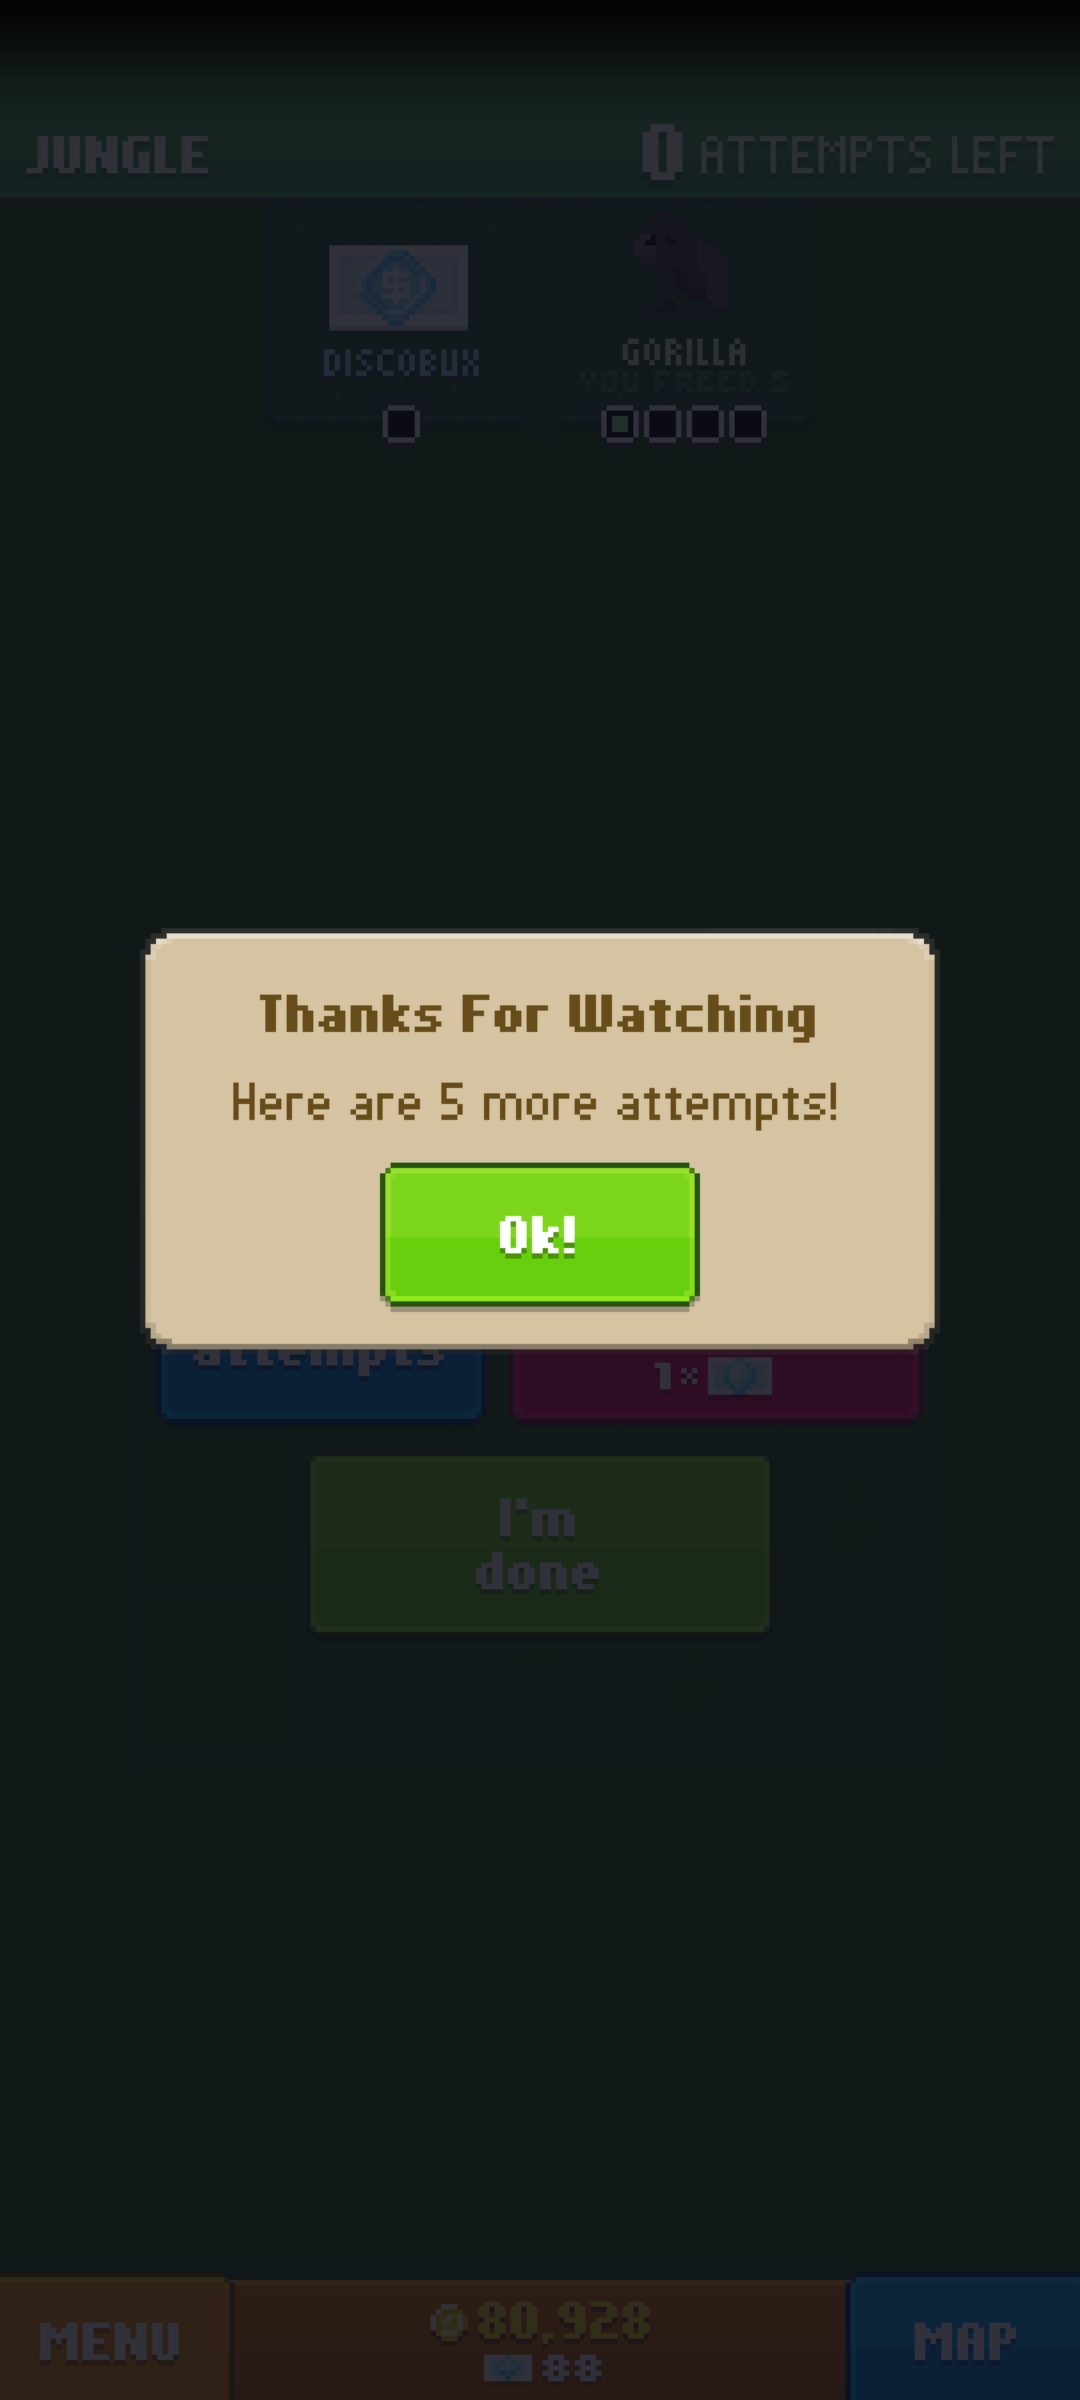 JUNGLE
0 ATTEMPTS LEFT
$
DISCOBUX
GORILLA
YOU FREED 5
Thanks For Watching
Here are 5 more attempts!
Ok!
attempts
1×
I'm
done
MENU
80,928
88
MAP